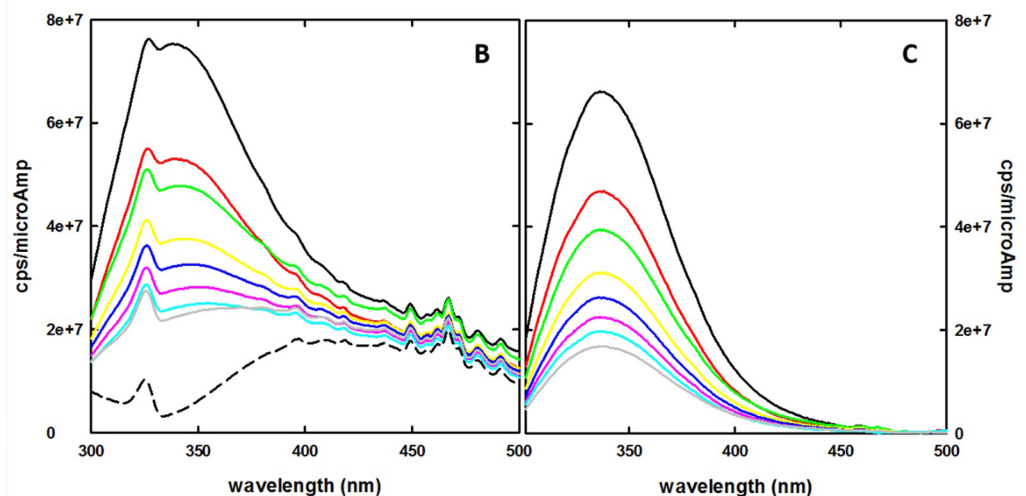 8e+7
6e+7
4e+7
2e+7
0
cps/microAmp
300
350
400
450
500
wavelength (nm)
B
C
350
400
450
500
wavelength (nm)
8e+7
6e+7
4e+7
2e+7
0
cps/microAmp